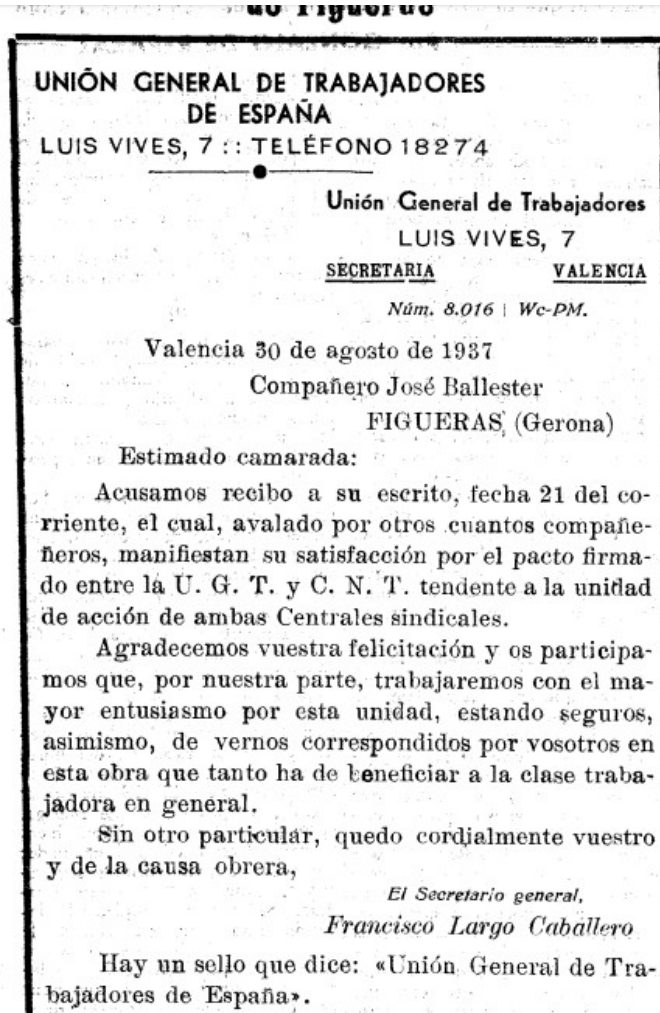 de Figueras
UNIÓN GENERAL DE TRABAJADORES
DE ESPAÑA
LUIS VIVES, 7 :: TELÉFONO 18274
Unión General de Trabajadores
LUIS VIVES, 7
SECRETARIA VALENCIA
Núm. 8.016 | Wc-PM.
Valencia 30 de agosto de 1937
Compañero José Ballester
FIGUERAS (Gerona)
Estimado camarada:
Acusamos recibo a su escrito, fecha 21 del co-
rriente, el cual, avalado por otros cuantos compañe-
ñeros, manifiestan su satisfacción por el pacto firma-
do entre la U. G. T. y C. N. T. tendente a la unidad
de acción de ambas Centrales sindicales.
Agradecemos vuestra felicitación y os participa-
mos que, por nuestra parte, trabajaremos con el ma-
yor entusiasmo por esta unidad, estando seguros,
asimismo, de vernos correspondidos por vosotros en
esta obra que tanto ha de beneficiar a la clase traba-
jadora en general.
Sin otro particular, quedo cordialmente vuestro
y de la causa obrera,
El Secretario general,
Francisco Largo Caballero
Hay un sello que dice: «Unión General de Tra-
bajadores de España».